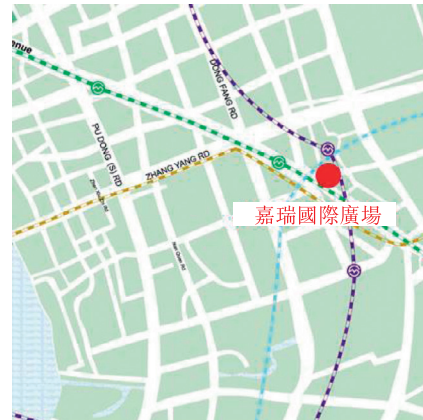 enue
DONG FANG RD
PU DONG (S) RD
ZHANG YANG RD
嘉瑞國際廣場